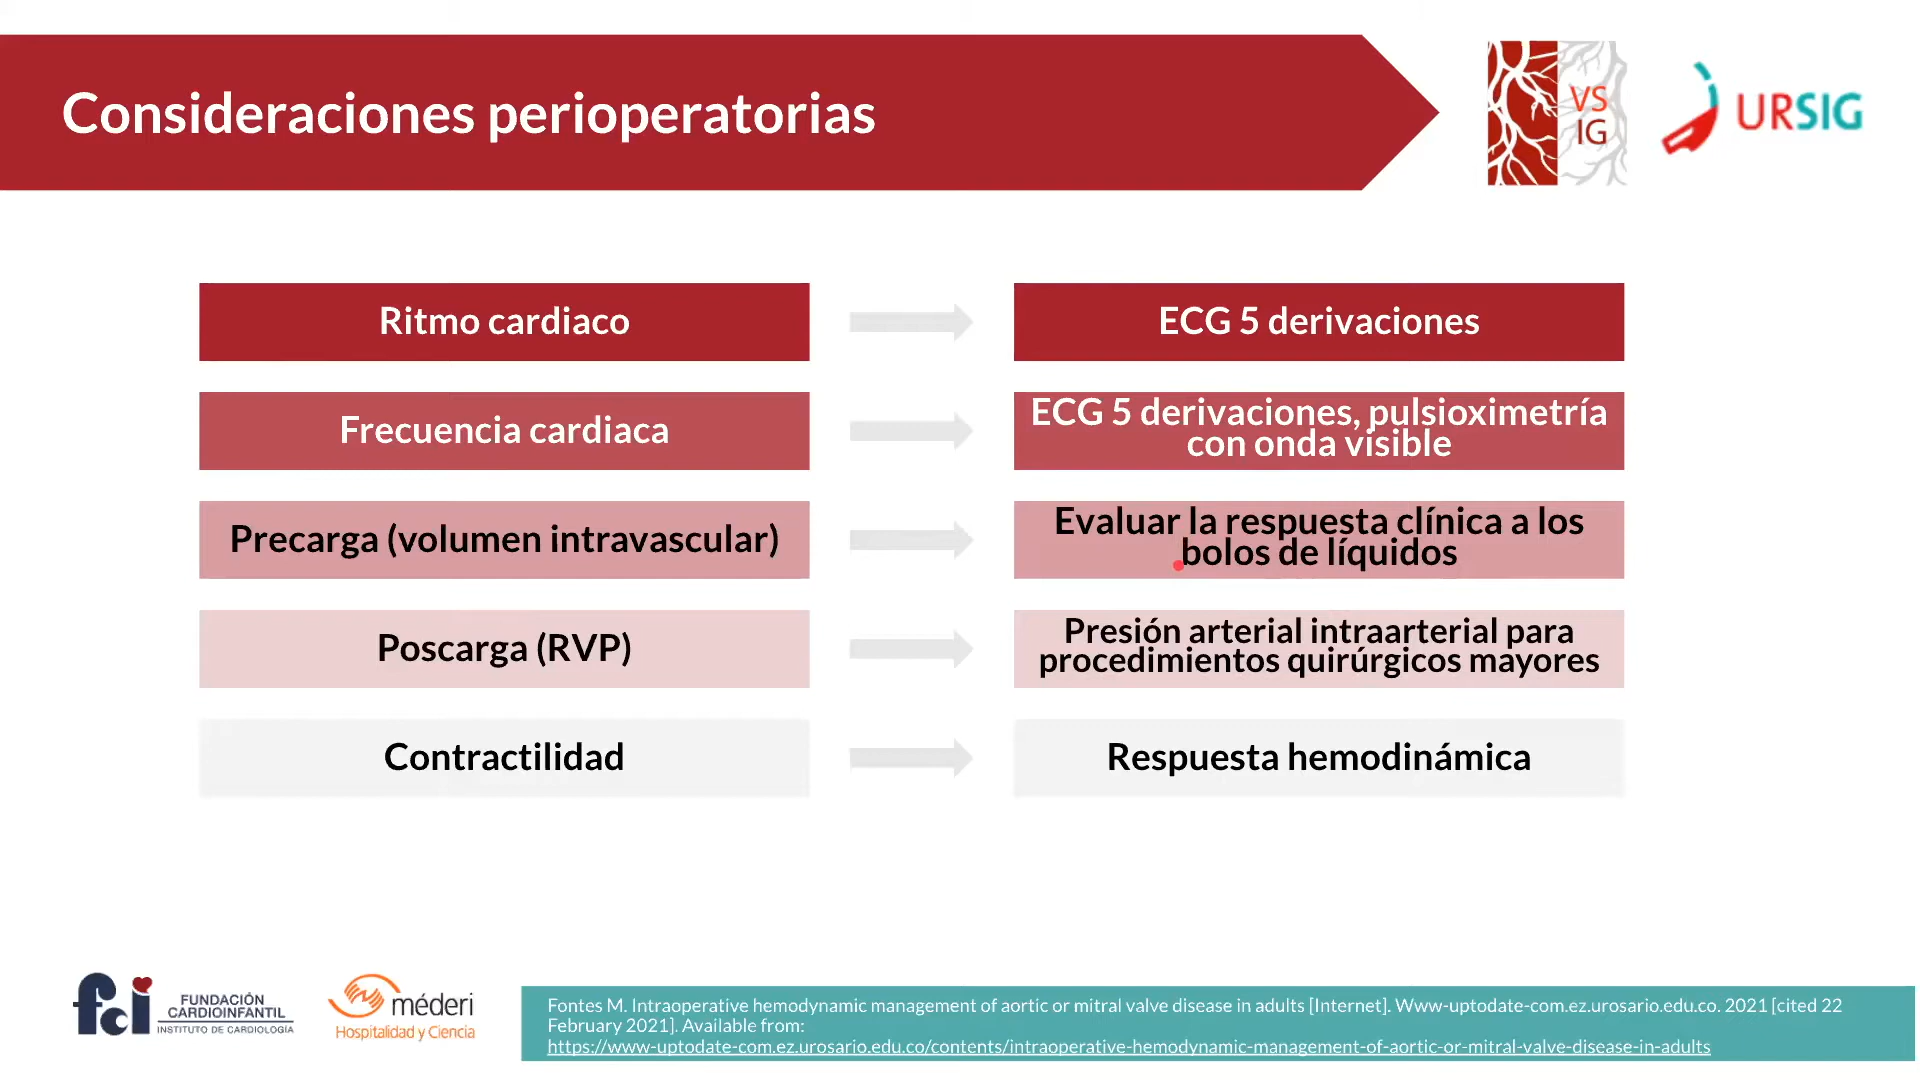 Consideraciones perioperatorias
VS
IG
URSIG
Ritmo cardiaco
ECG 5 derivaciones
Frecuencia cardiaca
ECG 5 derivaciones, pulsioximetría
con onda visible
Precarga (volumen intravascular)
Evaluar la respuesta clínica a los
bolos de líquidos
Poscarga (RVP)
Presión arterial intraarterial para
procedimientos quirúrgicos mayores
Contractilidad
Respuesta hemodinámica
fci
FUNDACIÓN
CARDIOINFANTIL
INSTITUTO DE CARDIOLOGÍA
méderi
Hospitalidad y Ciencia
Fontes M. Intraoperative hemodynamic management of aortic or mitral valve disease in adults [Internet]. Www-uptodate-com.ez.urosario.edu.co. 2021 [cited 22
February 2021]. Available from:
https://www-uptodate-com.ez.urosario.edu.co/contents/intraoperative-hemodynamic-management-of-aortic-or-mitral-valve-disease-in-adults